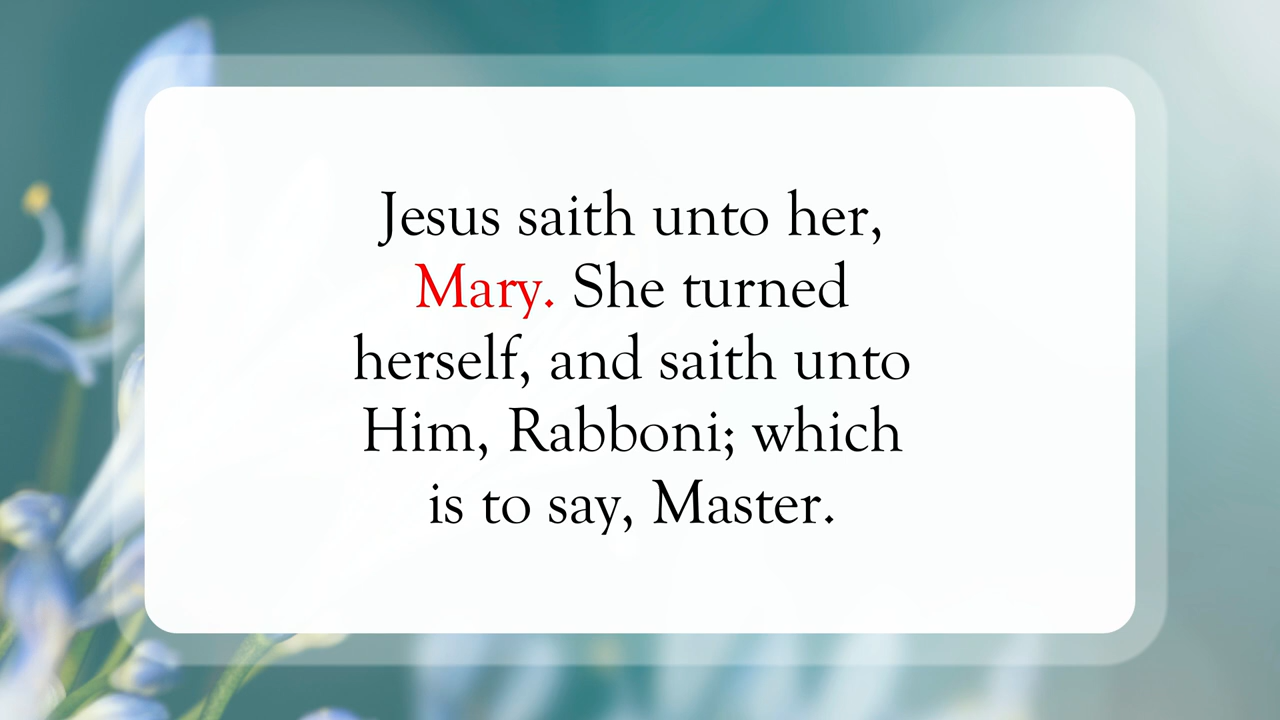 Jesus saith unto her,
Mary. She turned
herself, and saith unto
Him, Rabboni; which
is to say, Master.